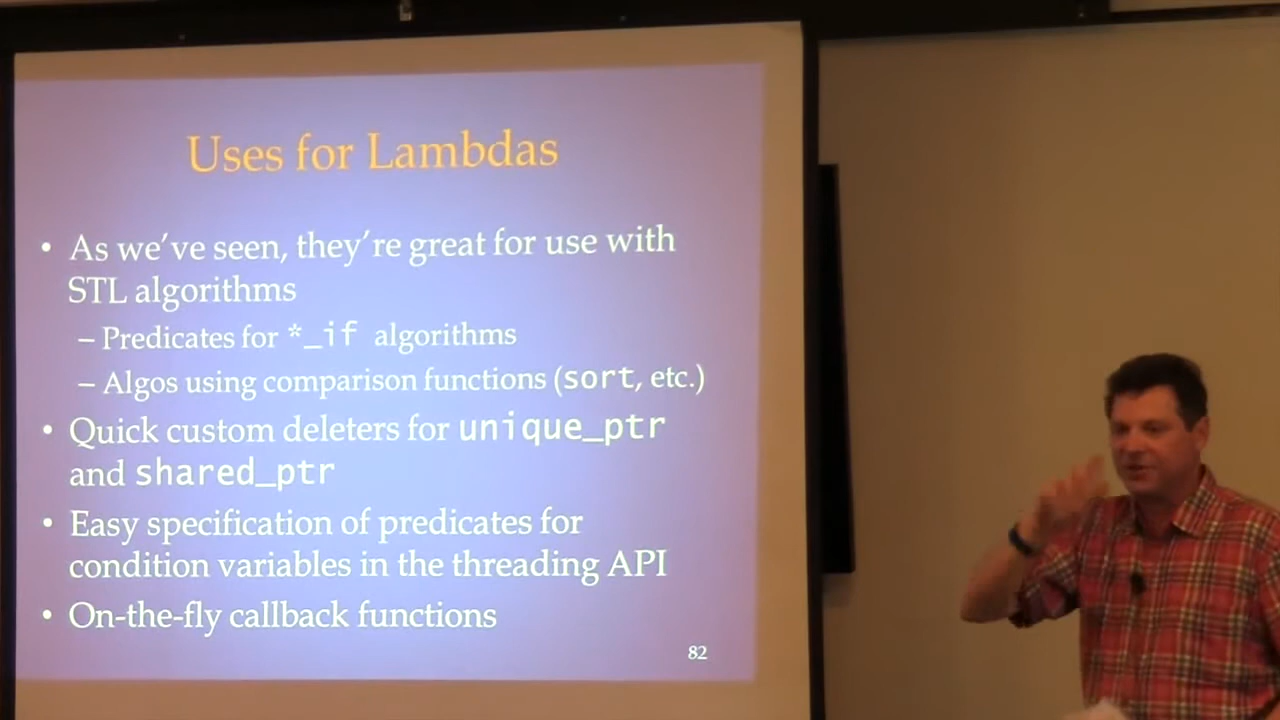 Uses for Lambdas
• As we've seen, they're great for use with
STL algorithms
– Predicates for *_if algorithms
– Algos using comparison functions (sort, etc.)
• Quick custom deleters for unique_ptr
and shared_ptr
• Easy specification of predicates for
condition variables in the threading API
• On-the-fly callback functions
82